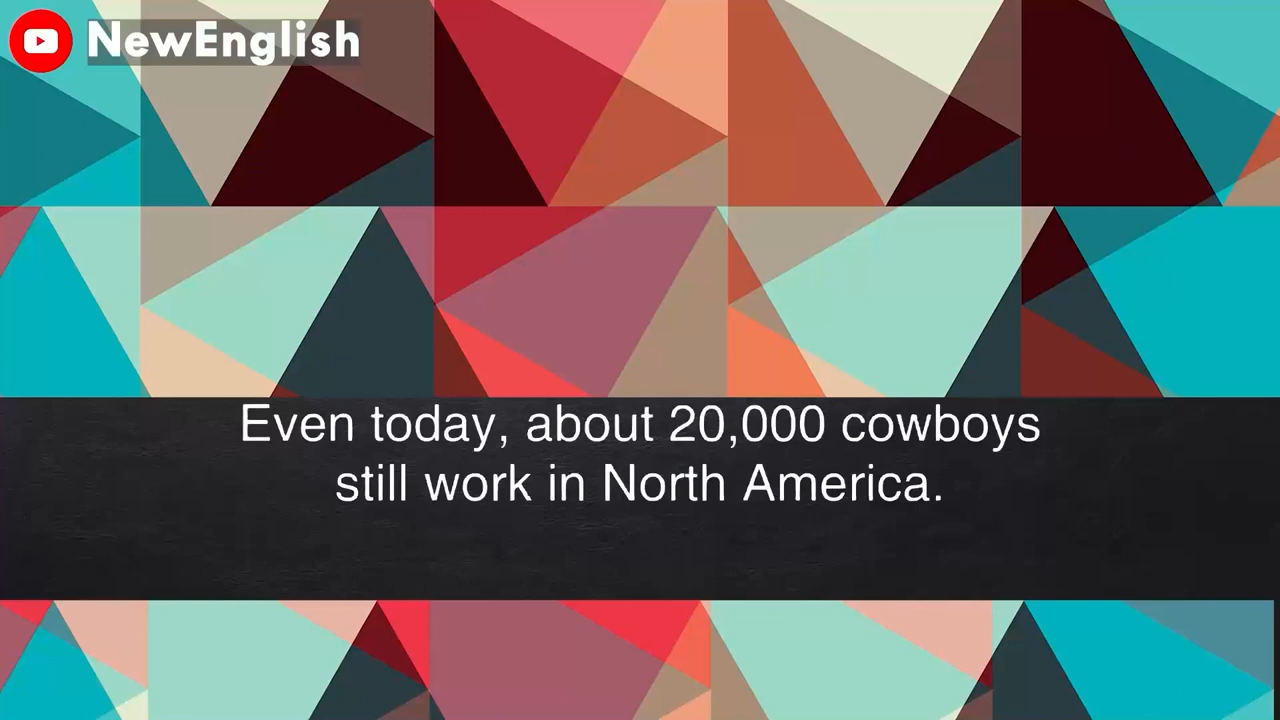 NewEnglish
Even today, about 20,000 cowboys
still work in North America.